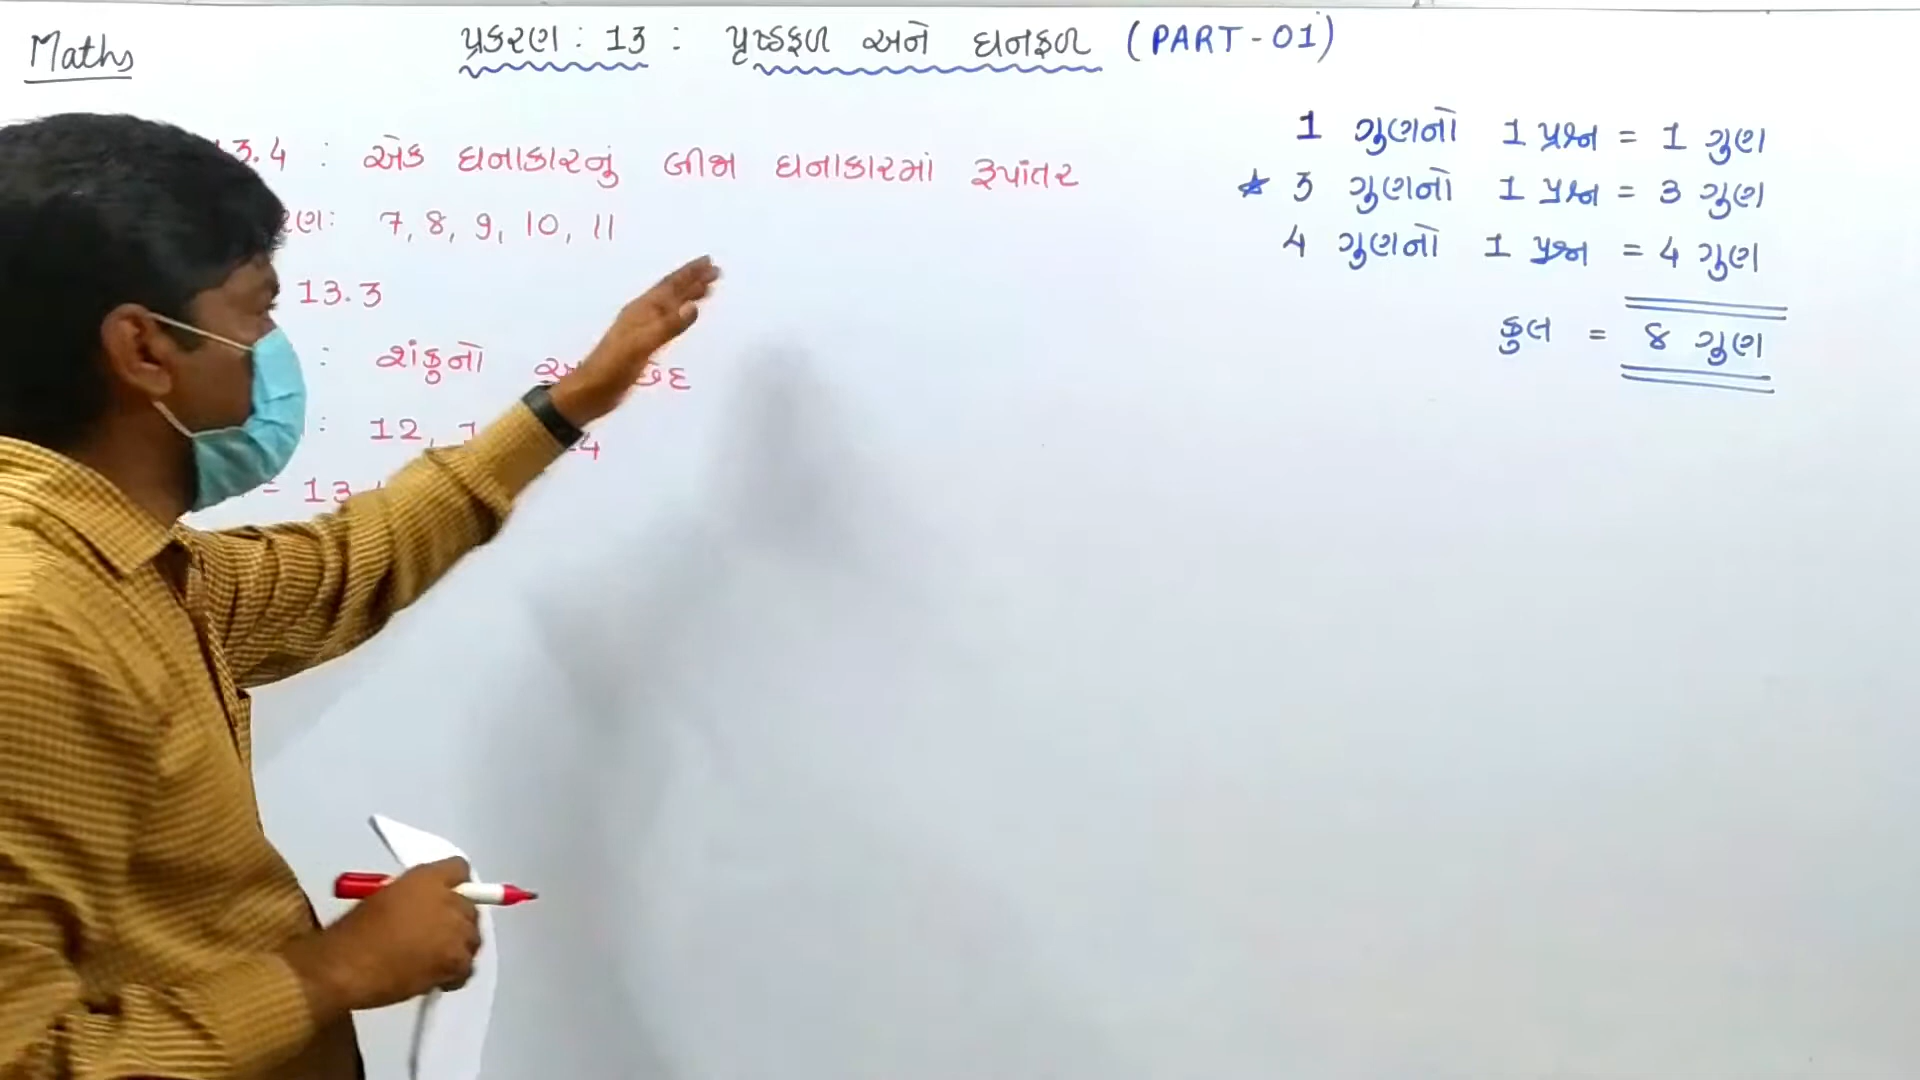 Maths
પ્રકરણ : 13 : પૃષ્ઠફળ અને ઘનફળ (PART-01)
13.4 : એક ઘનાકારનું બીજા ઘનાકારમાં રૂપાંતર
7, 8, 9, 10, 11
13.3
: શંકુનો
: 12,
= 13.
1 ગુણનો 1 પ્રશ્ન = 1 ગુણ
★ 3 ગુણનો 1 પ્રશ્ન = 3 ગુણ
4 ગુણનો 1 પ્રશ્ન = 4 ગુણ
કુલ = 8 ગુણ